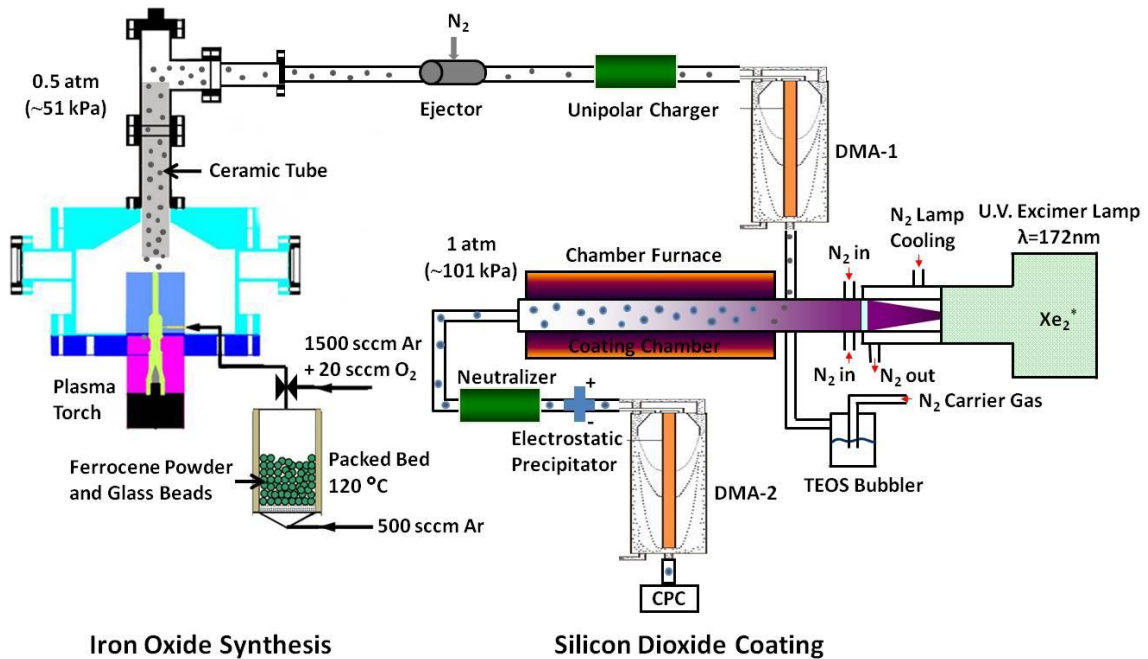 N₂
0.5 atm
(~51 kPa)
Ejector
Unipolar Charger
Ceramic Tube
DMA-1
U.V. Excimer Lamp
λ=172nm
N₂ Lamp
Cooling
1 atm
(~101 kPa)
Chamber Furnace
N₂ in
Xe₂*
Coating Chamber
1500 sccm Ar
+ 20 sccm O₂
Plasma
Torch
Neutralizer
+
-
N₂ in
N₂ out
N₂ Carrier Gas
Electrostatic
Precipitator
Ferrocene Powder
and Glass Beads
Packed Bed
120 °C
TEOS Bubbler
DMA-2
500 sccm Ar
CPC
Iron Oxide Synthesis
Silicon Dioxide Coating